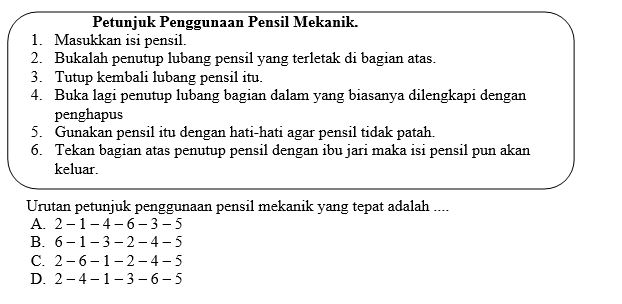 Petunjuk Penggunaan Pensil Mekanik.
1. Masukkan isi pensil.
2. Bukalah penutup lubang pensil yang terletak di bagian atas.
3. Tutup kembali lubang pensil itu.
4. Buka lagi penutup lubang bagian dalam yang biasanya dilengkapi dengan
penghapus
5. Gunakan pensil itu dengan hati-hati agar pensil tidak patah.
6. Tekan bagian atas penutup pensil dengan ibu jari maka isi pensil pun akan
keluar.
Urutan petunjuk penggunaan pensil mekanik yang tepat adalah ....
A. 2 – 1 – 4 – 6 – 3 – 5
B. 6 – 1 – 3 – 2 – 4 – 5
C. 2 – 6 – 1 – 2 – 4 – 5
D. 2 – 4 – 1 – 3 – 6 – 5